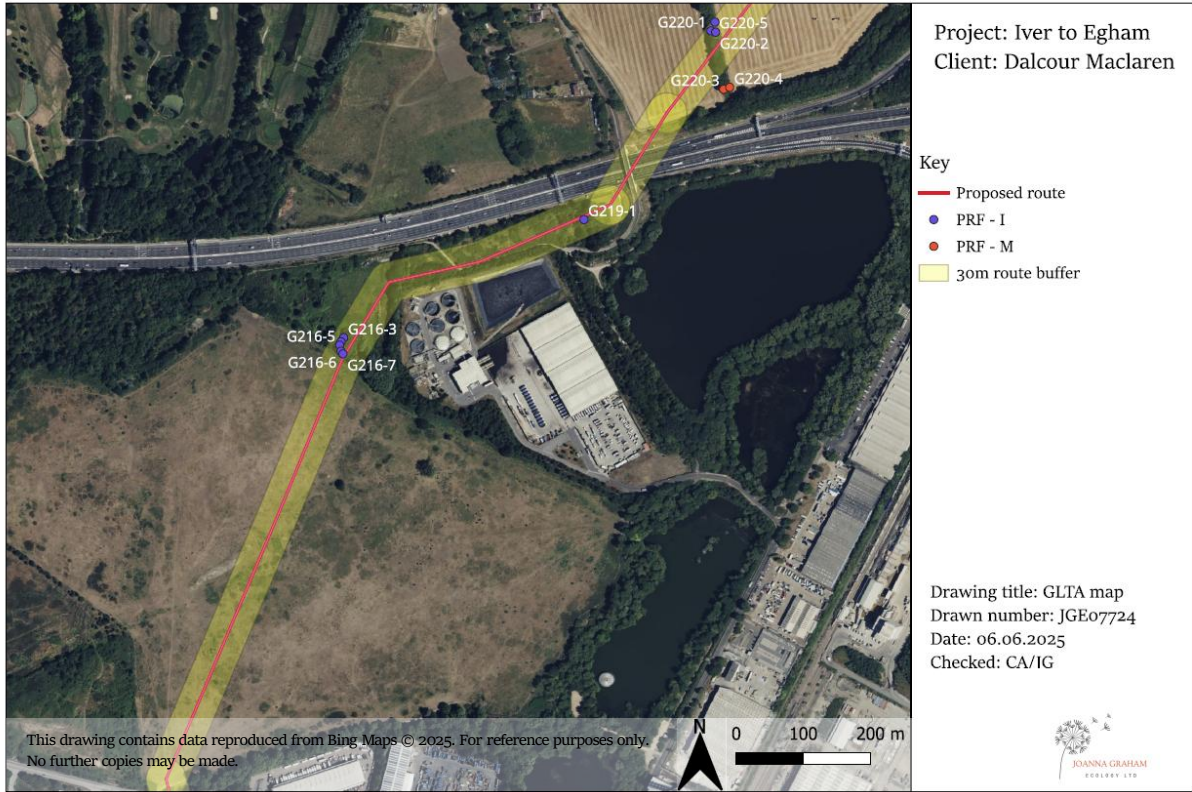 G220-1
G220-5
G220-2
G220-3
G220-4
G219-1
G216-5
G216-3
G216-6
G216-7
This drawing contains data reproduced from Bing Maps © 2025. For reference purposes only.
No further copies may be made.
N
0 100 200 m
Project: Iver to Egham
Client: Dalcour Maclaren
Key
Proposed route
PRF - I
PRF - M
30m route buffer
Drawing title: GLTA map
Drawn number: JGE07724
Date: 06.06.2025
Checked: CA/IG
JOANNA GRAHAM
ECOLOGY LTD